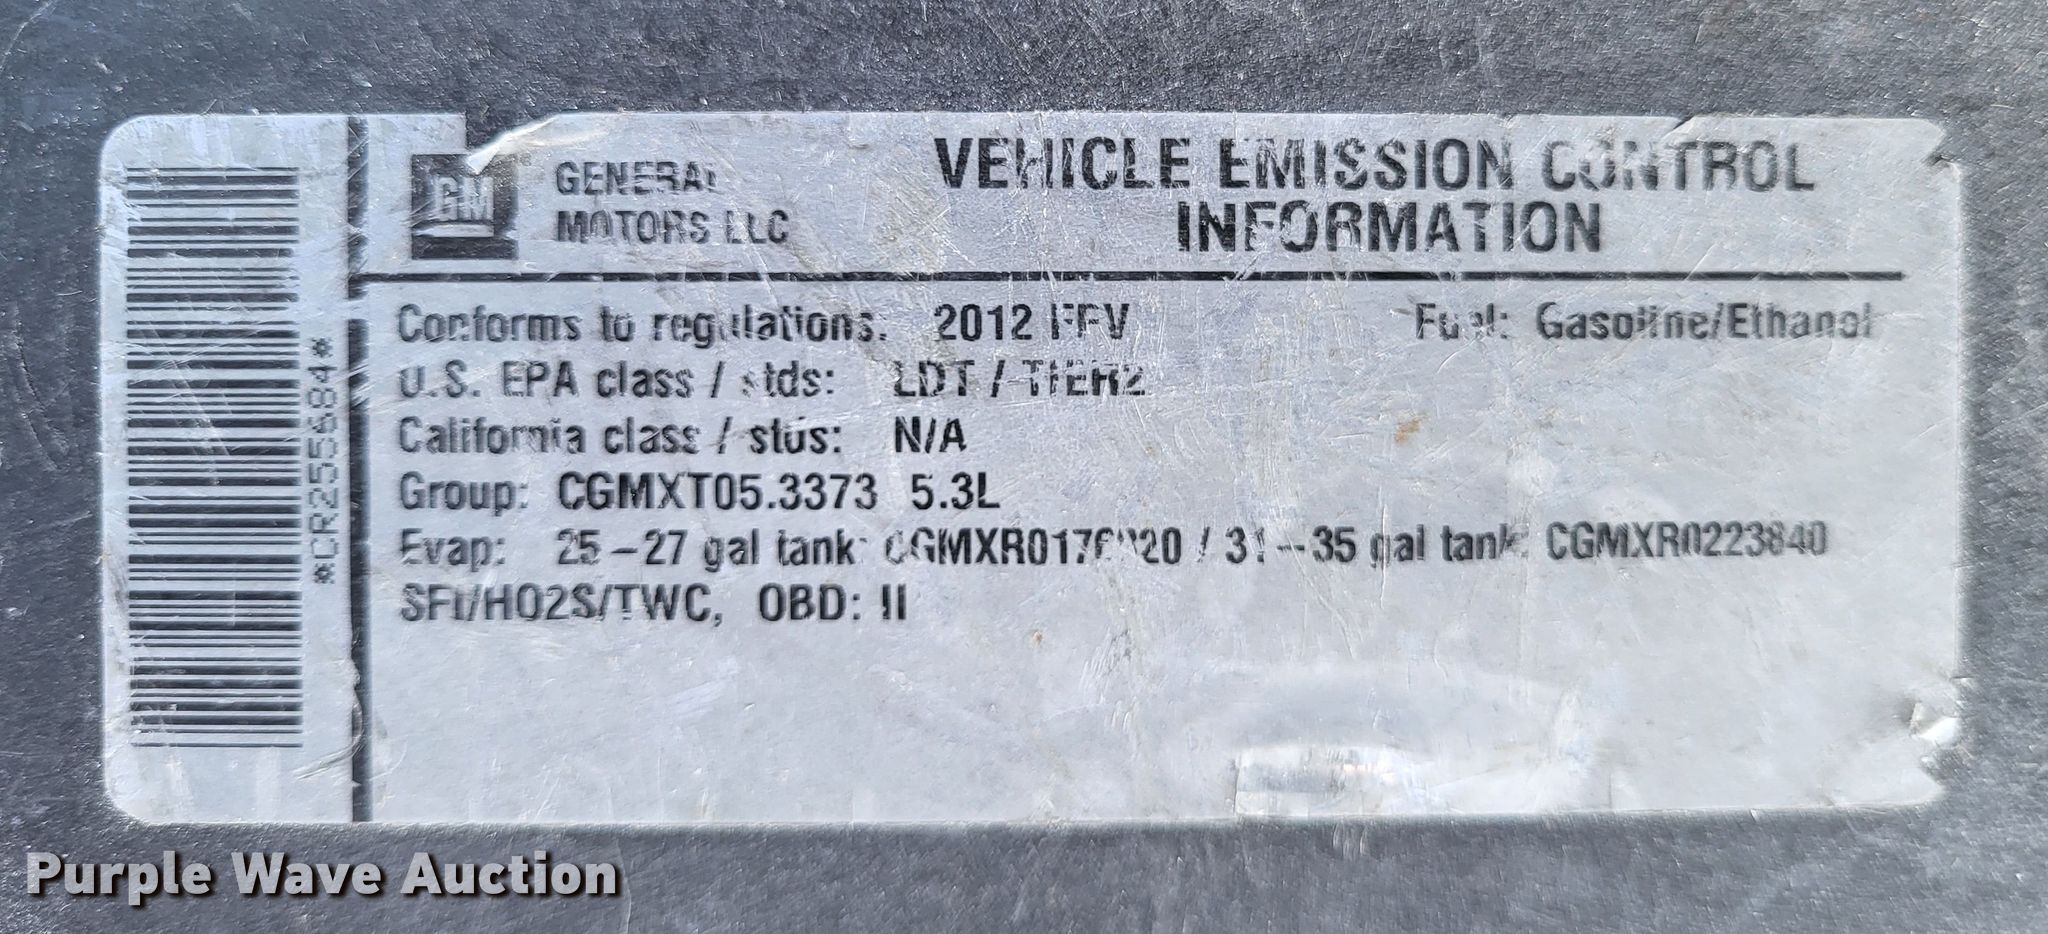 *CR255684*
GM
GENERAL
MOTORS LLC
VEHICLE EMISSION CONTROL
INFORMATION
Conforms to regulations: 2012 FFV
Fuel: Gasoline/Ethanol
U.S. EPA class / stds: LDT / TIER2
California class / stds: N/A
Group: CGMXT05.3373 5.3L
Evap: 25-27 gal tank: / 31-35 gal tank: CGMXR0223840
SFI/HO2S/TWC, OBD: II
Purple Wave Auction